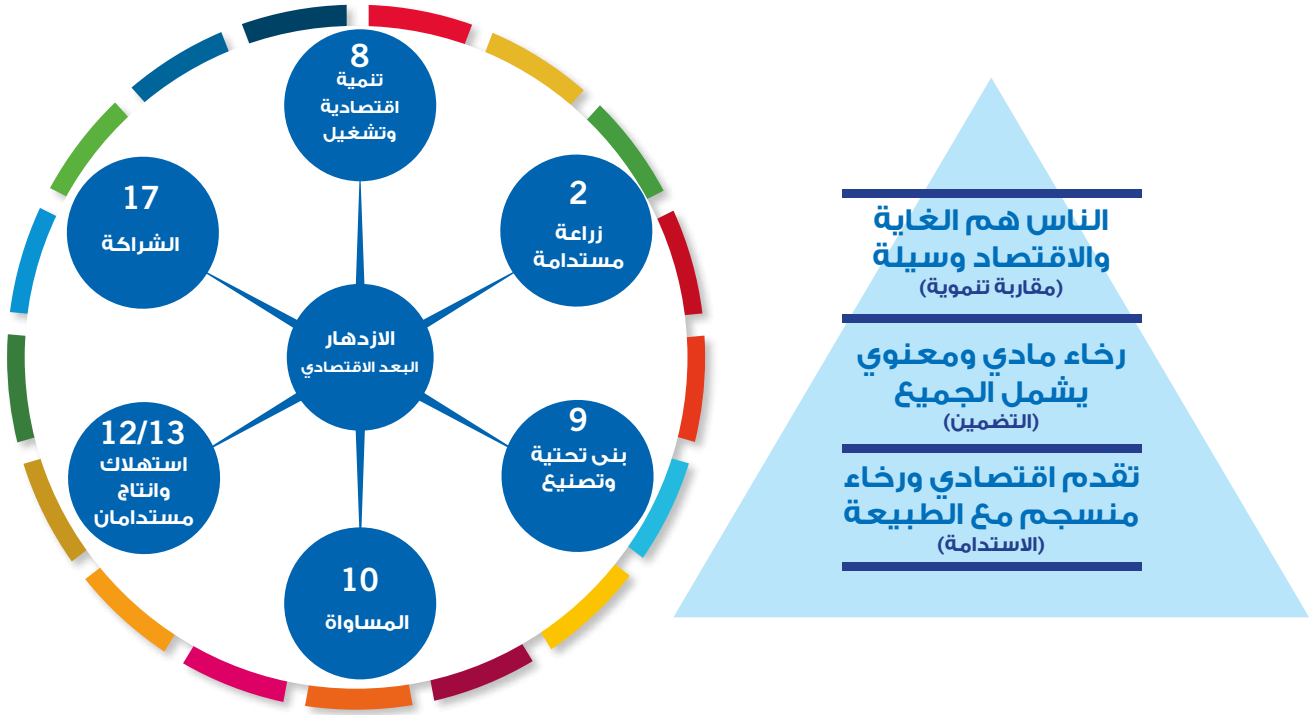 8
تنمية
اقتصادية
وتشغيل
2
زراعة
مستدامة
9
بنى تحتية
وتصنيع
10
المساواة
12/13
استهلاك
وانتاج
مستدامان
17
الشراكة
الازدهار
البعد الاقتصادي
الناس هم الغاية
والاقتصاد وسيلة
(مقاربة تنموية)
رخاء مادي ومعنوي
يشمل الجميع
(التضمين)
تقدم اقتصادي ورخاء
منسجم مع الطبيعة
(الاستدامة)